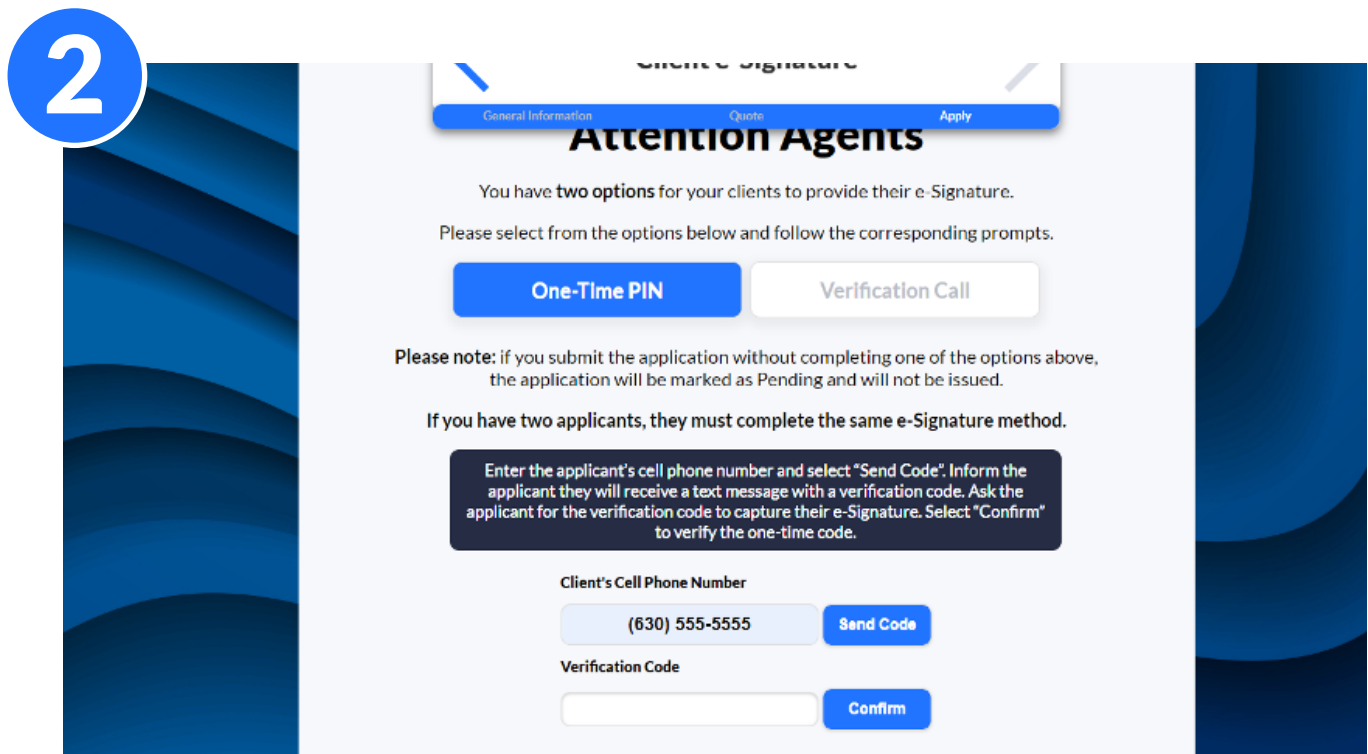 2
Client e-Signature
General Information Quote Apply
Attention Agents
You have two options for your clients to provide their e-Signature.
Please select from the options below and follow the corresponding prompts.
One-Time PIN Verification Call
Please note: if you submit the application without completing one of the options above,
the application will be marked as Pending and will not be issued.
If you have two applicants, they must complete the same e-Signature method.
Enter the applicant's cell phone number and select “Send Code”. Inform the
applicant they will receive a text message with a verification code. Ask the
applicant for the verification code to capture their e-Signature. Select “Confirm”
to verify the one-time code.
Client's Cell Phone Number
(630) 555-5555 Send Code
Verification Code
Confirm